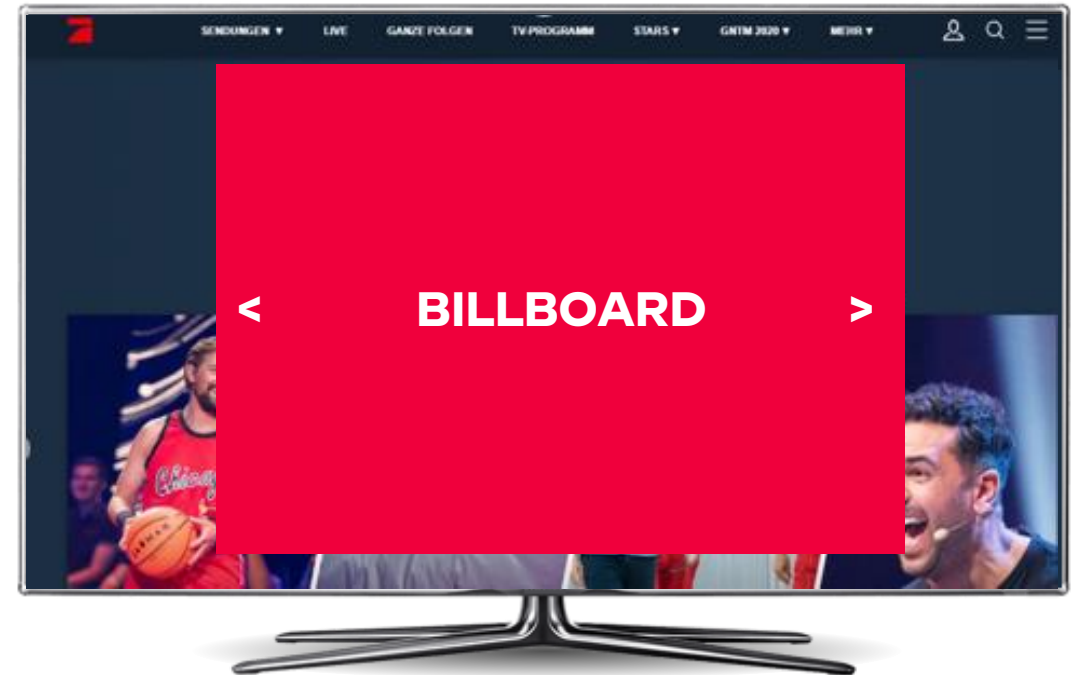 SENDUNGEN ▾ LIVE GANZE FOLGEN TV-PROGRAMM STARS ▾ GNTM 2020 ▾ MEHR ▾
< BILLBOARD >